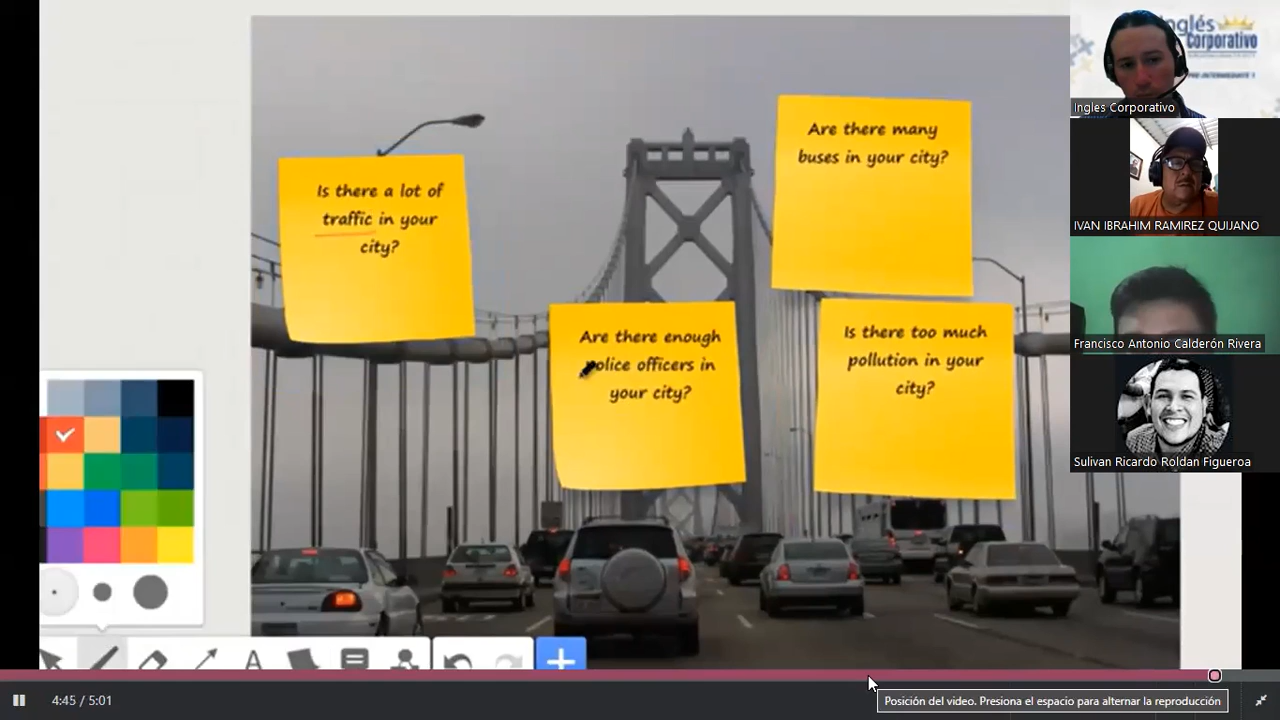 Is there a lot of
traffic in your
city?
Are there many
buses in your city?
Are there enough
police officers in
your city?
Is there too much
pollution in your
city?
Inglés
Corporativo
PRE-INTERMEDIATE 1
Ingles Corporativo
IVAN IBRAHIM RAMIREZ QUIJANO
Francisco Antonio Calderón Rivera
Sulivan Ricardo Roldan Figueroa
A
4:45 / 5:01
Posición del video. Presiona el espacio para alternar la reproducción